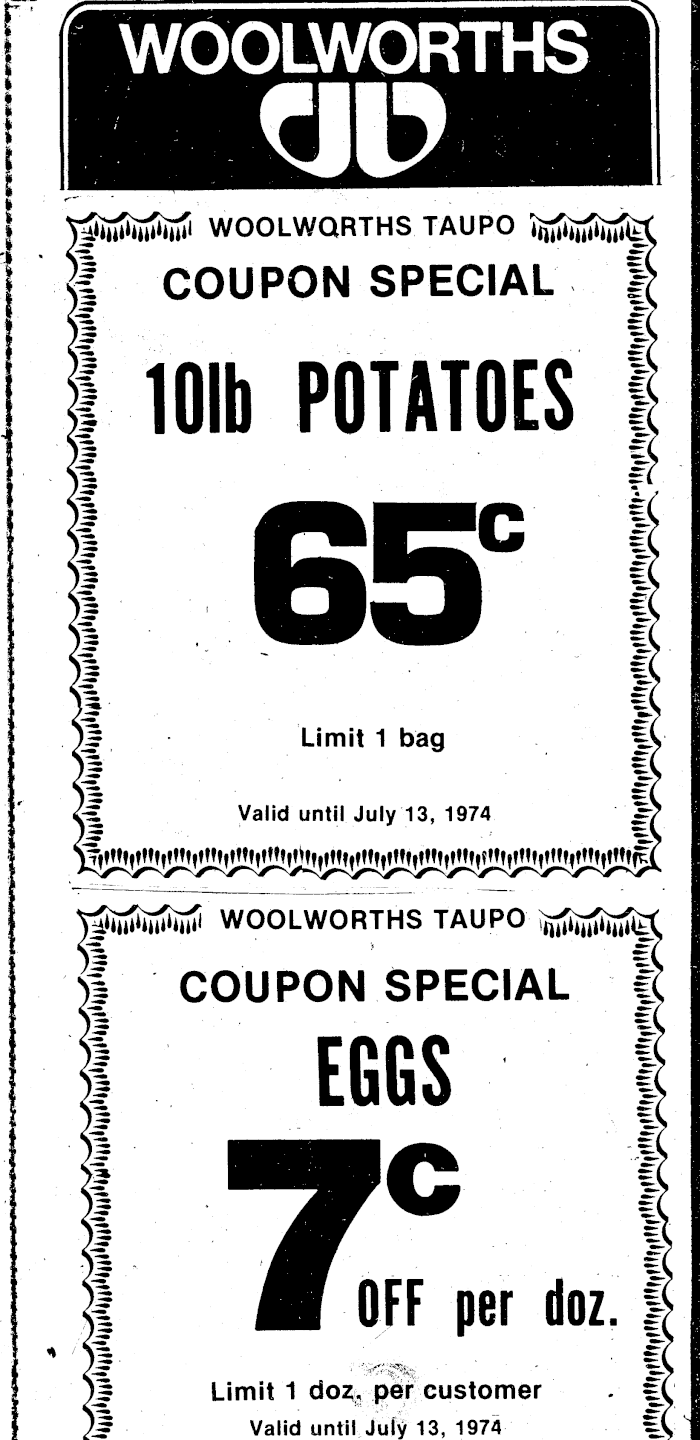 WOOLWORTHS
WOOLWORTHS TAUPO
COUPON SPECIAL
10lb POTATOES
65c
Limit 1 bag
Valid until July 13, 1974
WOOLWORTHS TAUPO
COUPON SPECIAL
EGGS
7c
OFF per doz.
Limit 1 doz. per customer
Valid until July 13, 1974